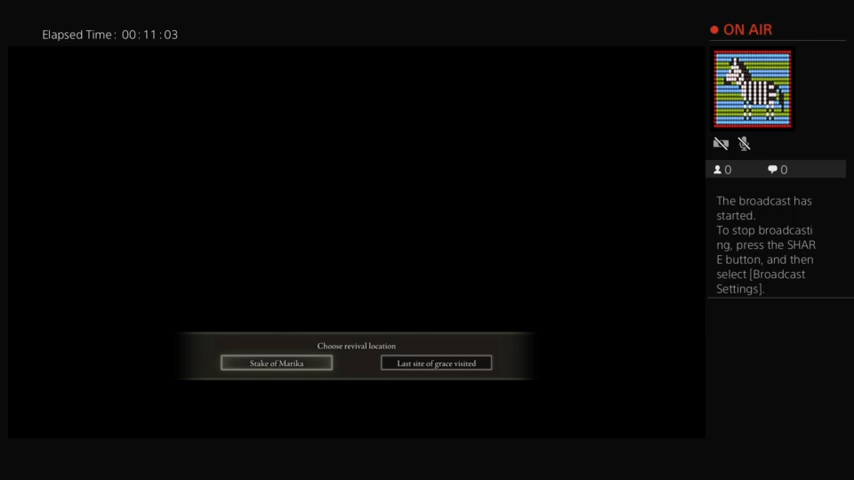 Elapsed Time: 00:11:03
ON AIR
0 0
The broadcast has
started.
To stop broadcasti
ng, press the SHAR
E button, and then
select [Broadcast
Settings].
Choose revival location
Stake of Marika Last site of grace visited